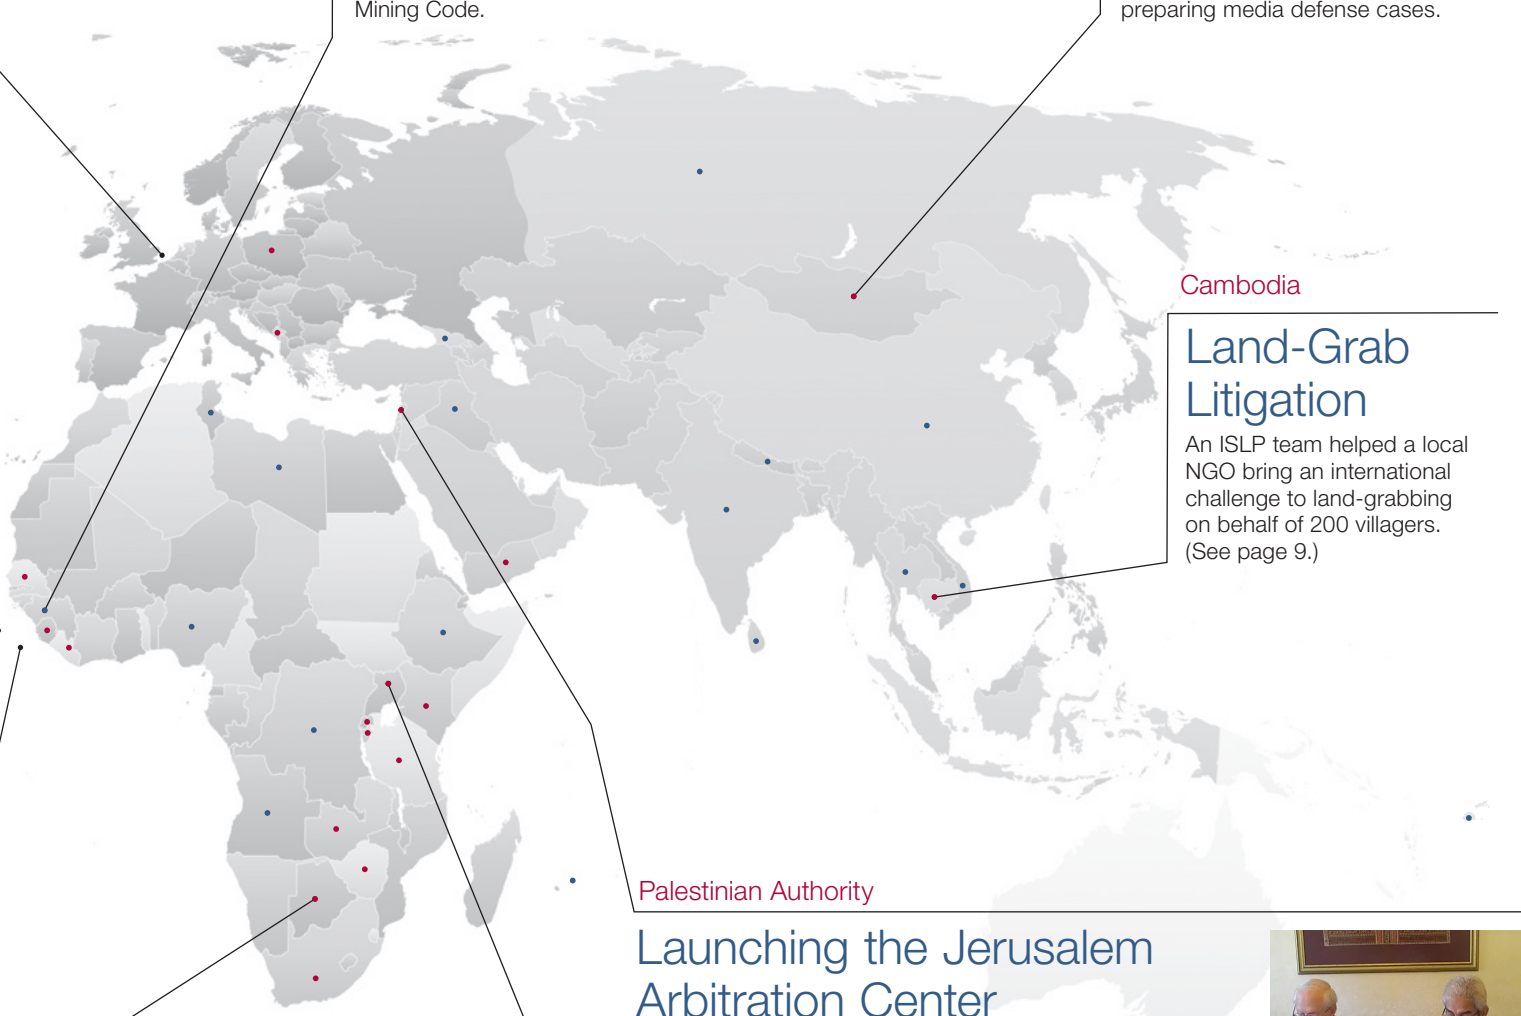 Mining Code.
preparing media defense cases.
Cambodia
Land-Grab
Litigation
An ISLP team helped a local
NGO bring an international
challenge to land-grabbing
on behalf of 200 villagers.
(See page 9.)
Palestinian Authority
Launching the Jerusalem
Arbitration Center